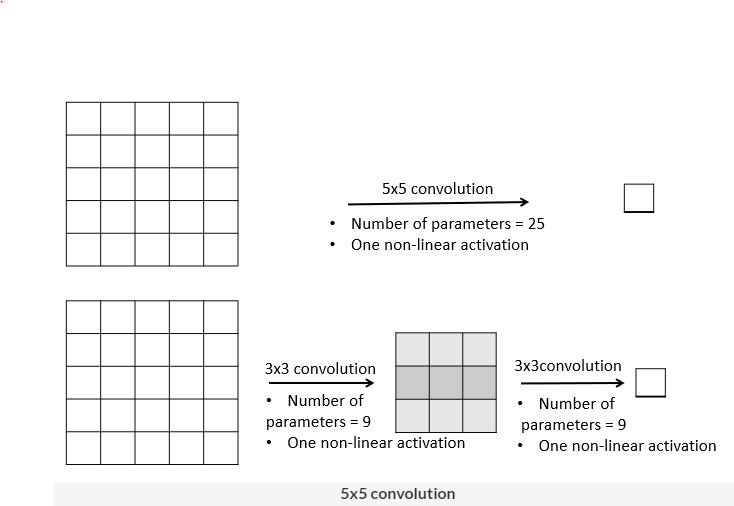 5x5 convolution
• Number of parameters = 25
• One non-linear activation
3x3 convolution
• Number of
parameters = 9
• One non-linear activation
3x3convolution
• Number of
parameters = 9
• One non-linear activation
5x5 convolution